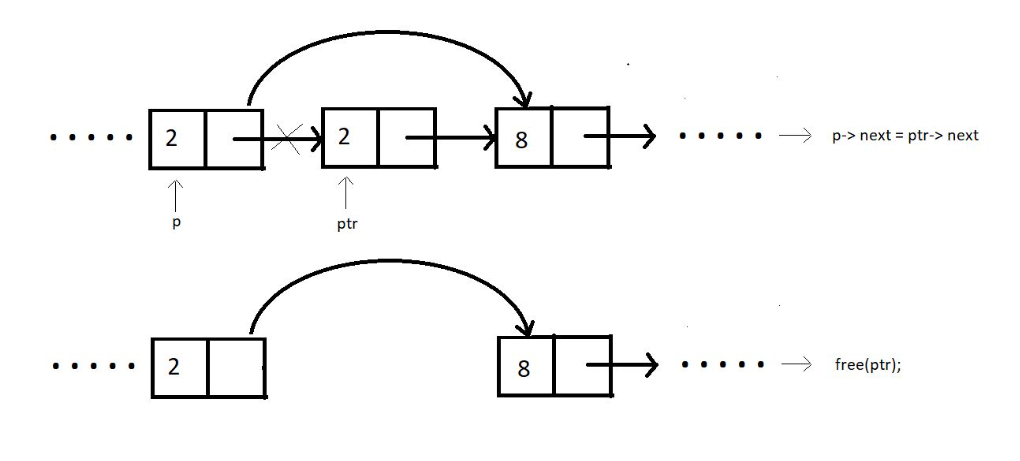 2 2 8 p-> next = ptr-> next
p ptr
2 8 free(ptr);